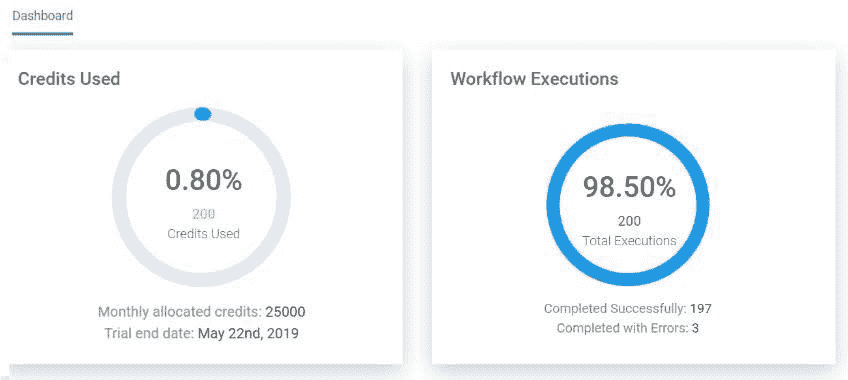 Dashboard
Credits Used
0.80%
200
Credits Used
Monthly allocated credits: 25000
Trial end date: May 22nd, 2019
Workflow Executions
98.50%
200
Total Executions
Completed Successfully: 197
Completed with Errors: 3